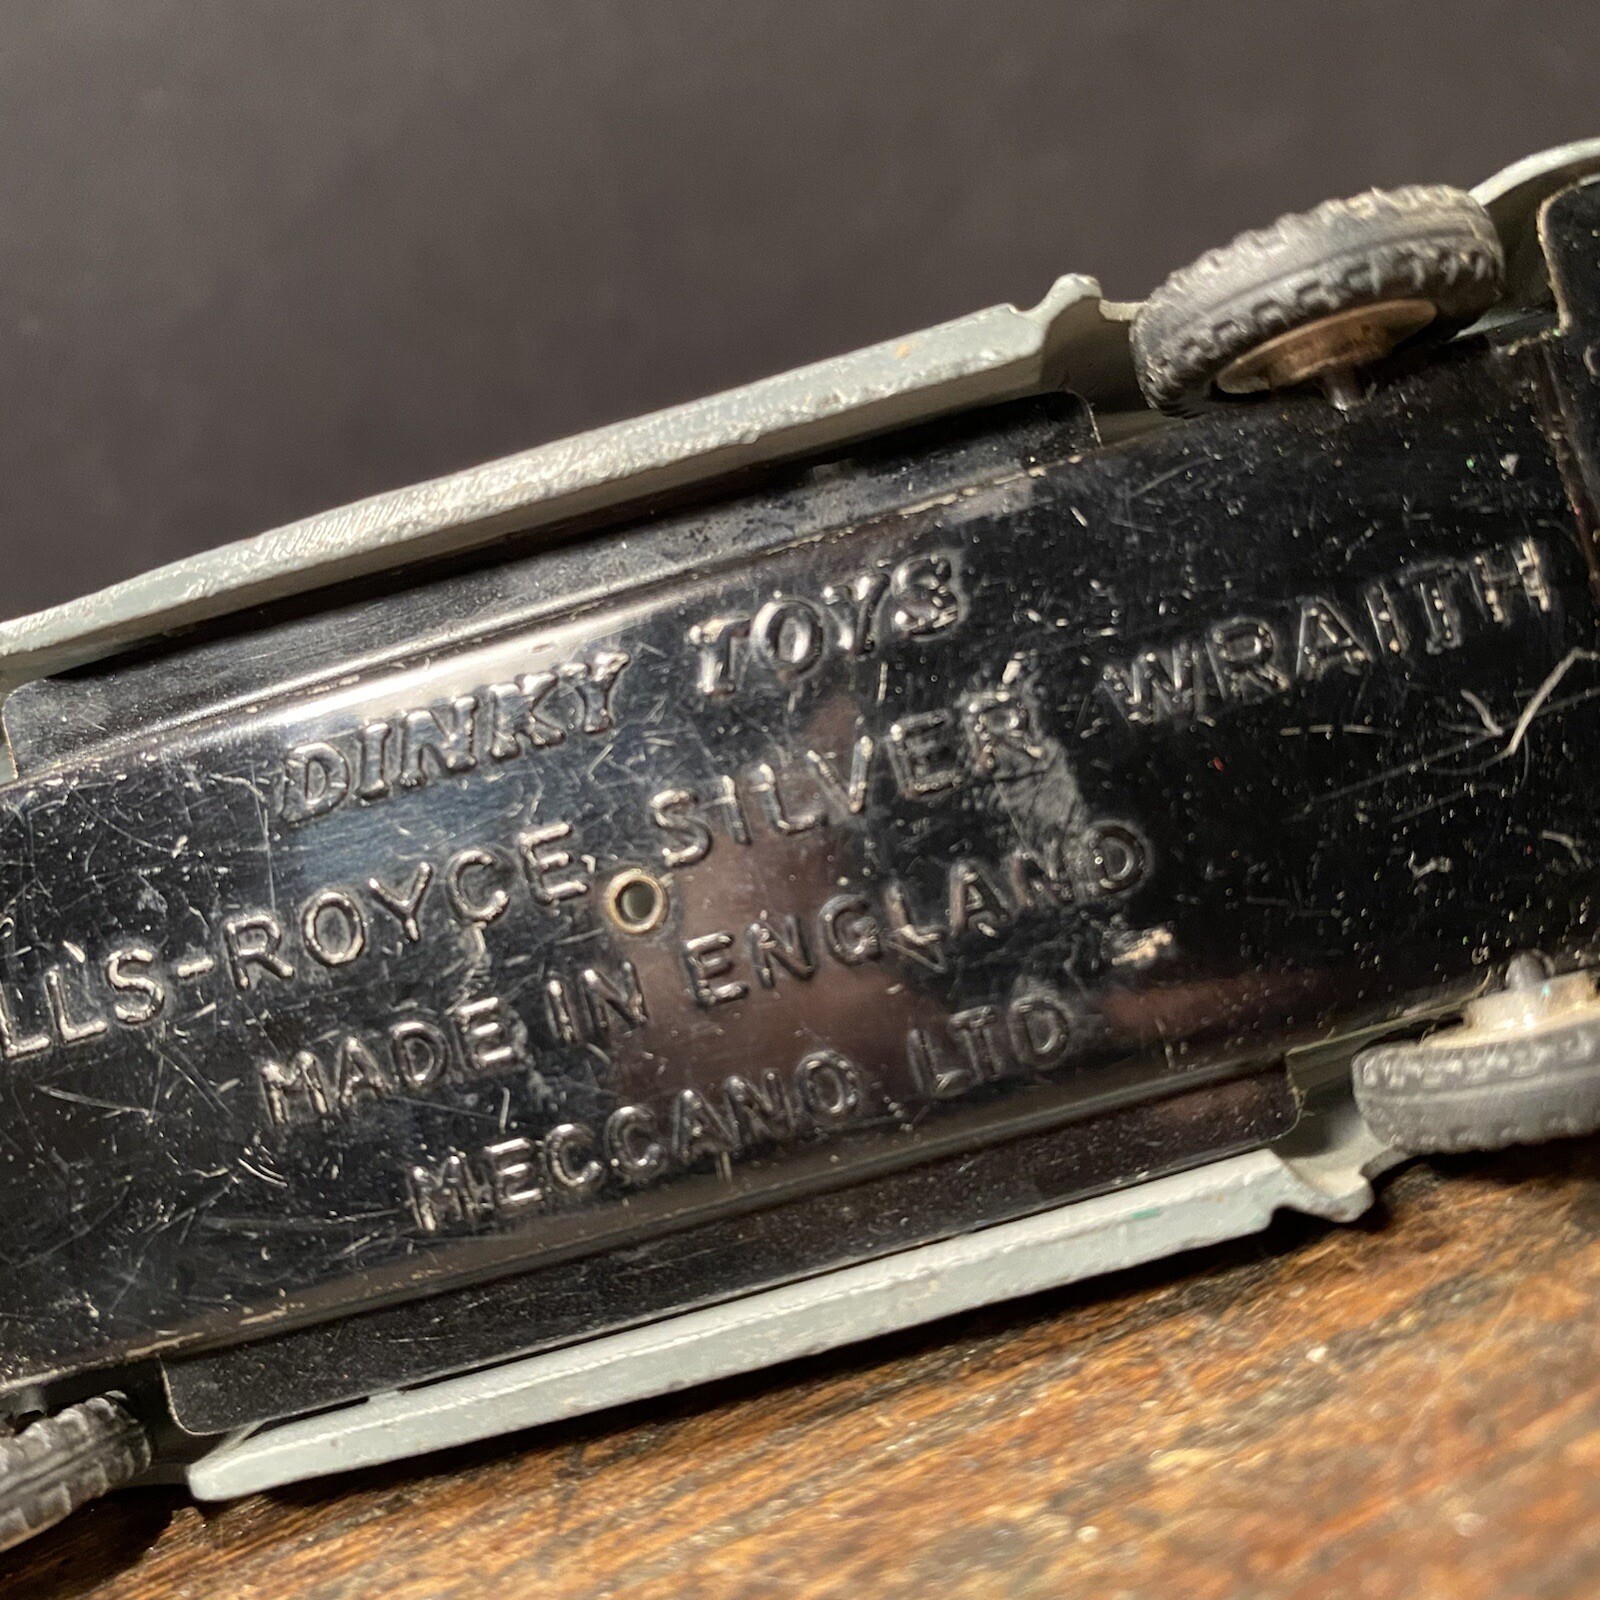 DINKY TOYS
LLS-ROYCE SILVER WRAITH
MADE IN ENGLAND
MECCANO LTD